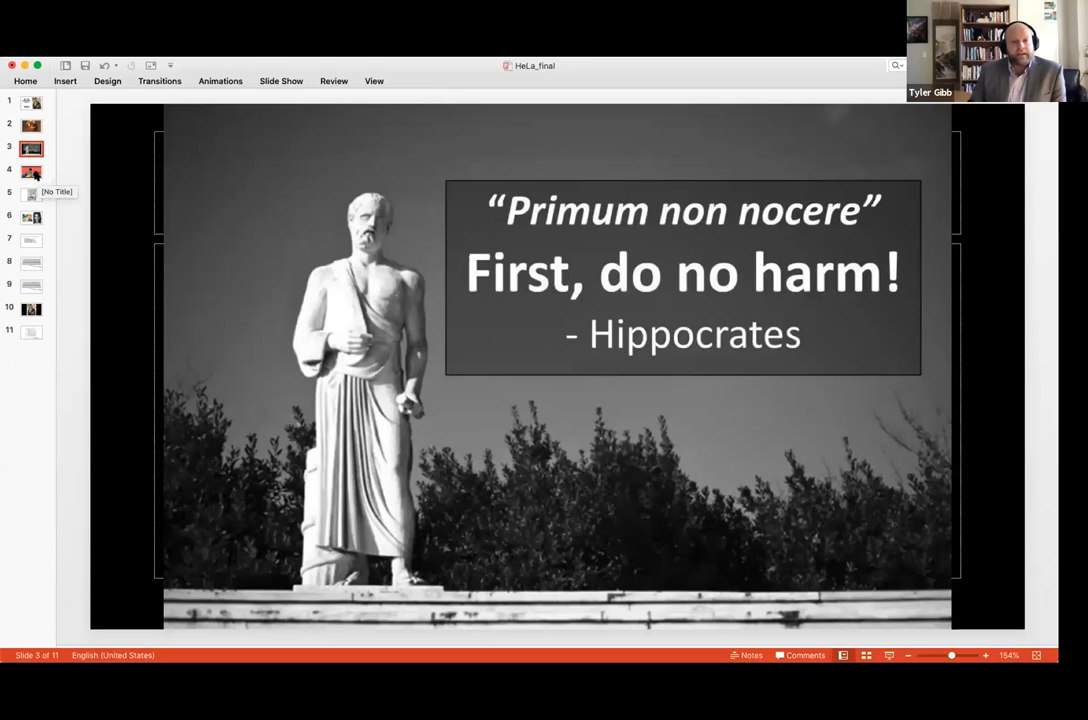 HeLa_final
Home Insert Design Transitions Animations Slide Show Review View
Tyler Gibb
1
2
3
4
[No Title]
5
6
7
8
9
10
11
“Primum non nocere”
First, do no harm!
- Hippocrates
Slide 3 of 11 English (United States) Notes Comments 154%